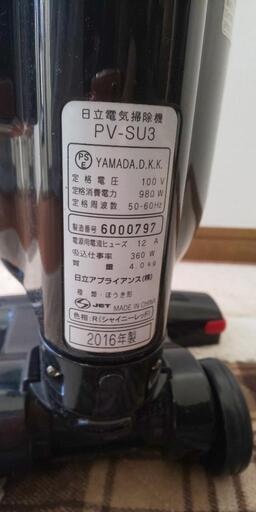 日立電気掃除機
PV-SU3
PS E YAMADA.D.K.K.
定格電圧 100 V
定格消費電力 980 W
定格周波数 50-60Hz
製造番号 6000797
電源用電流ヒューズ 12 A
吸込仕事率 360 W
質量 4.0 kg
日立アプライアンス(株)
種類:ほうき形
S JET MADE IN CHINA
色相:R(シャイニーレッド)
2016年製